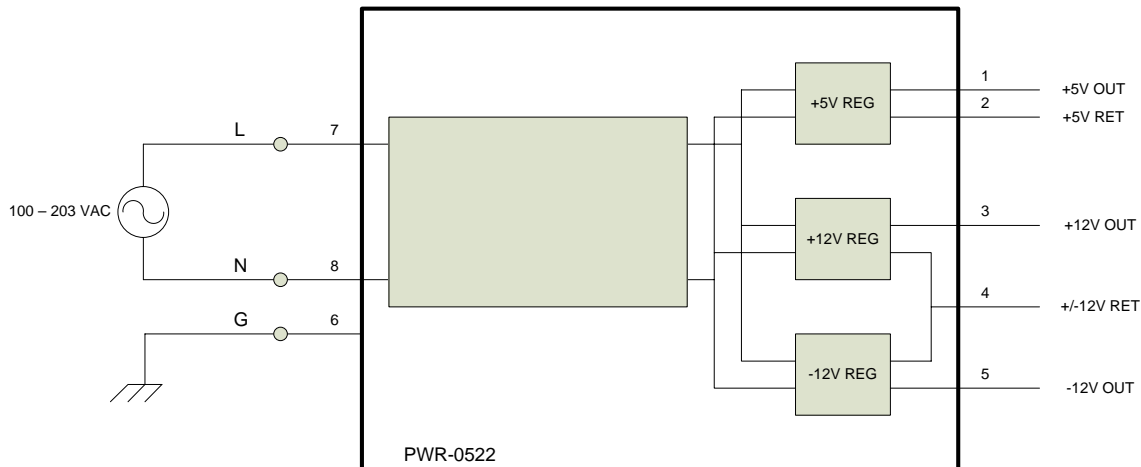 1
+5V OUT
+5V REG
2
+5V RET
L
7
100 – 203 VAC
3
+12V OUT
+12V REG
N
8
4
+/-12V RET
G
6
-12V REG
5
-12V OUT
PWR-0522